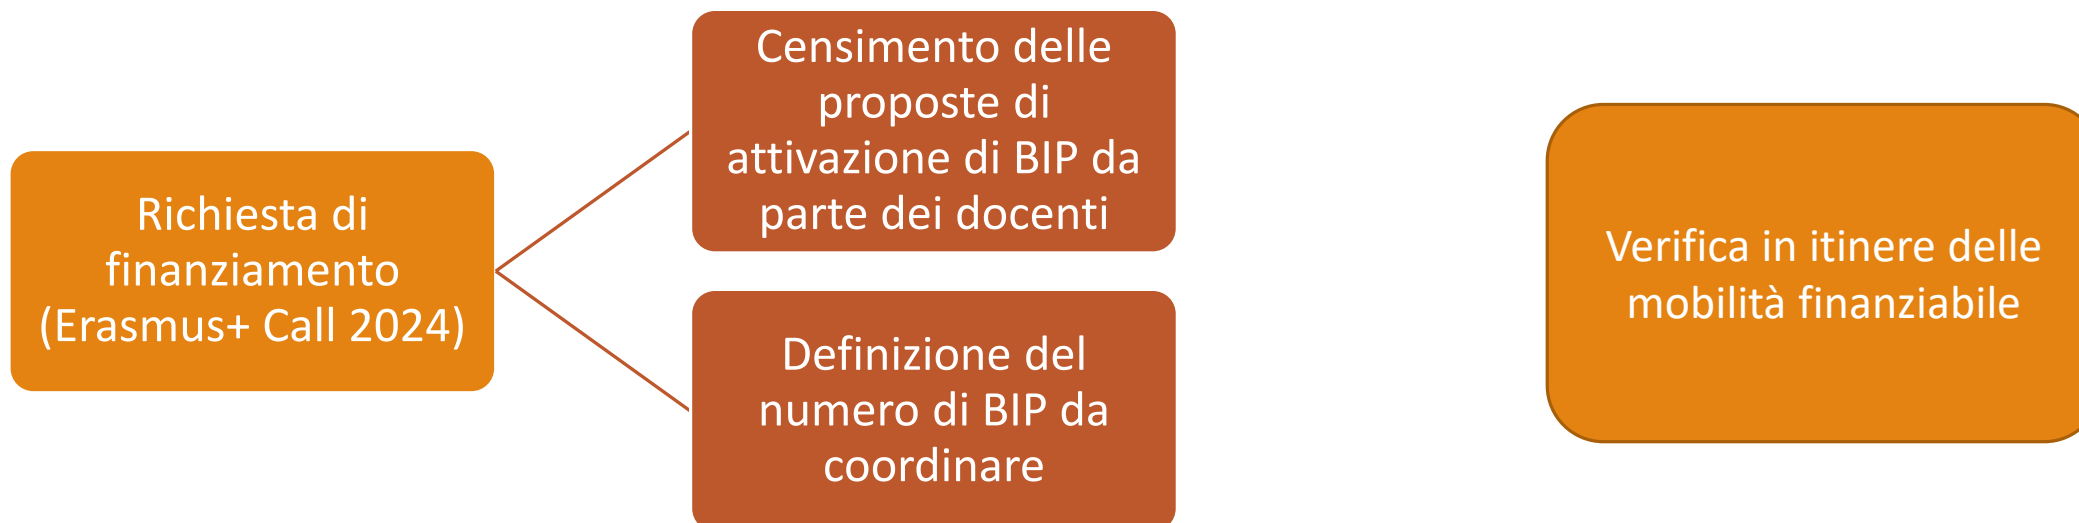 Richiesta di
finanziamento
(Erasmus+ Call 2024)
Censimento delle
proposte di
attivazione di BIP da
parte dei docenti
Definizione del
numero di BIP da
coordinare
Verifica in itinere delle
mobilità finanziabile